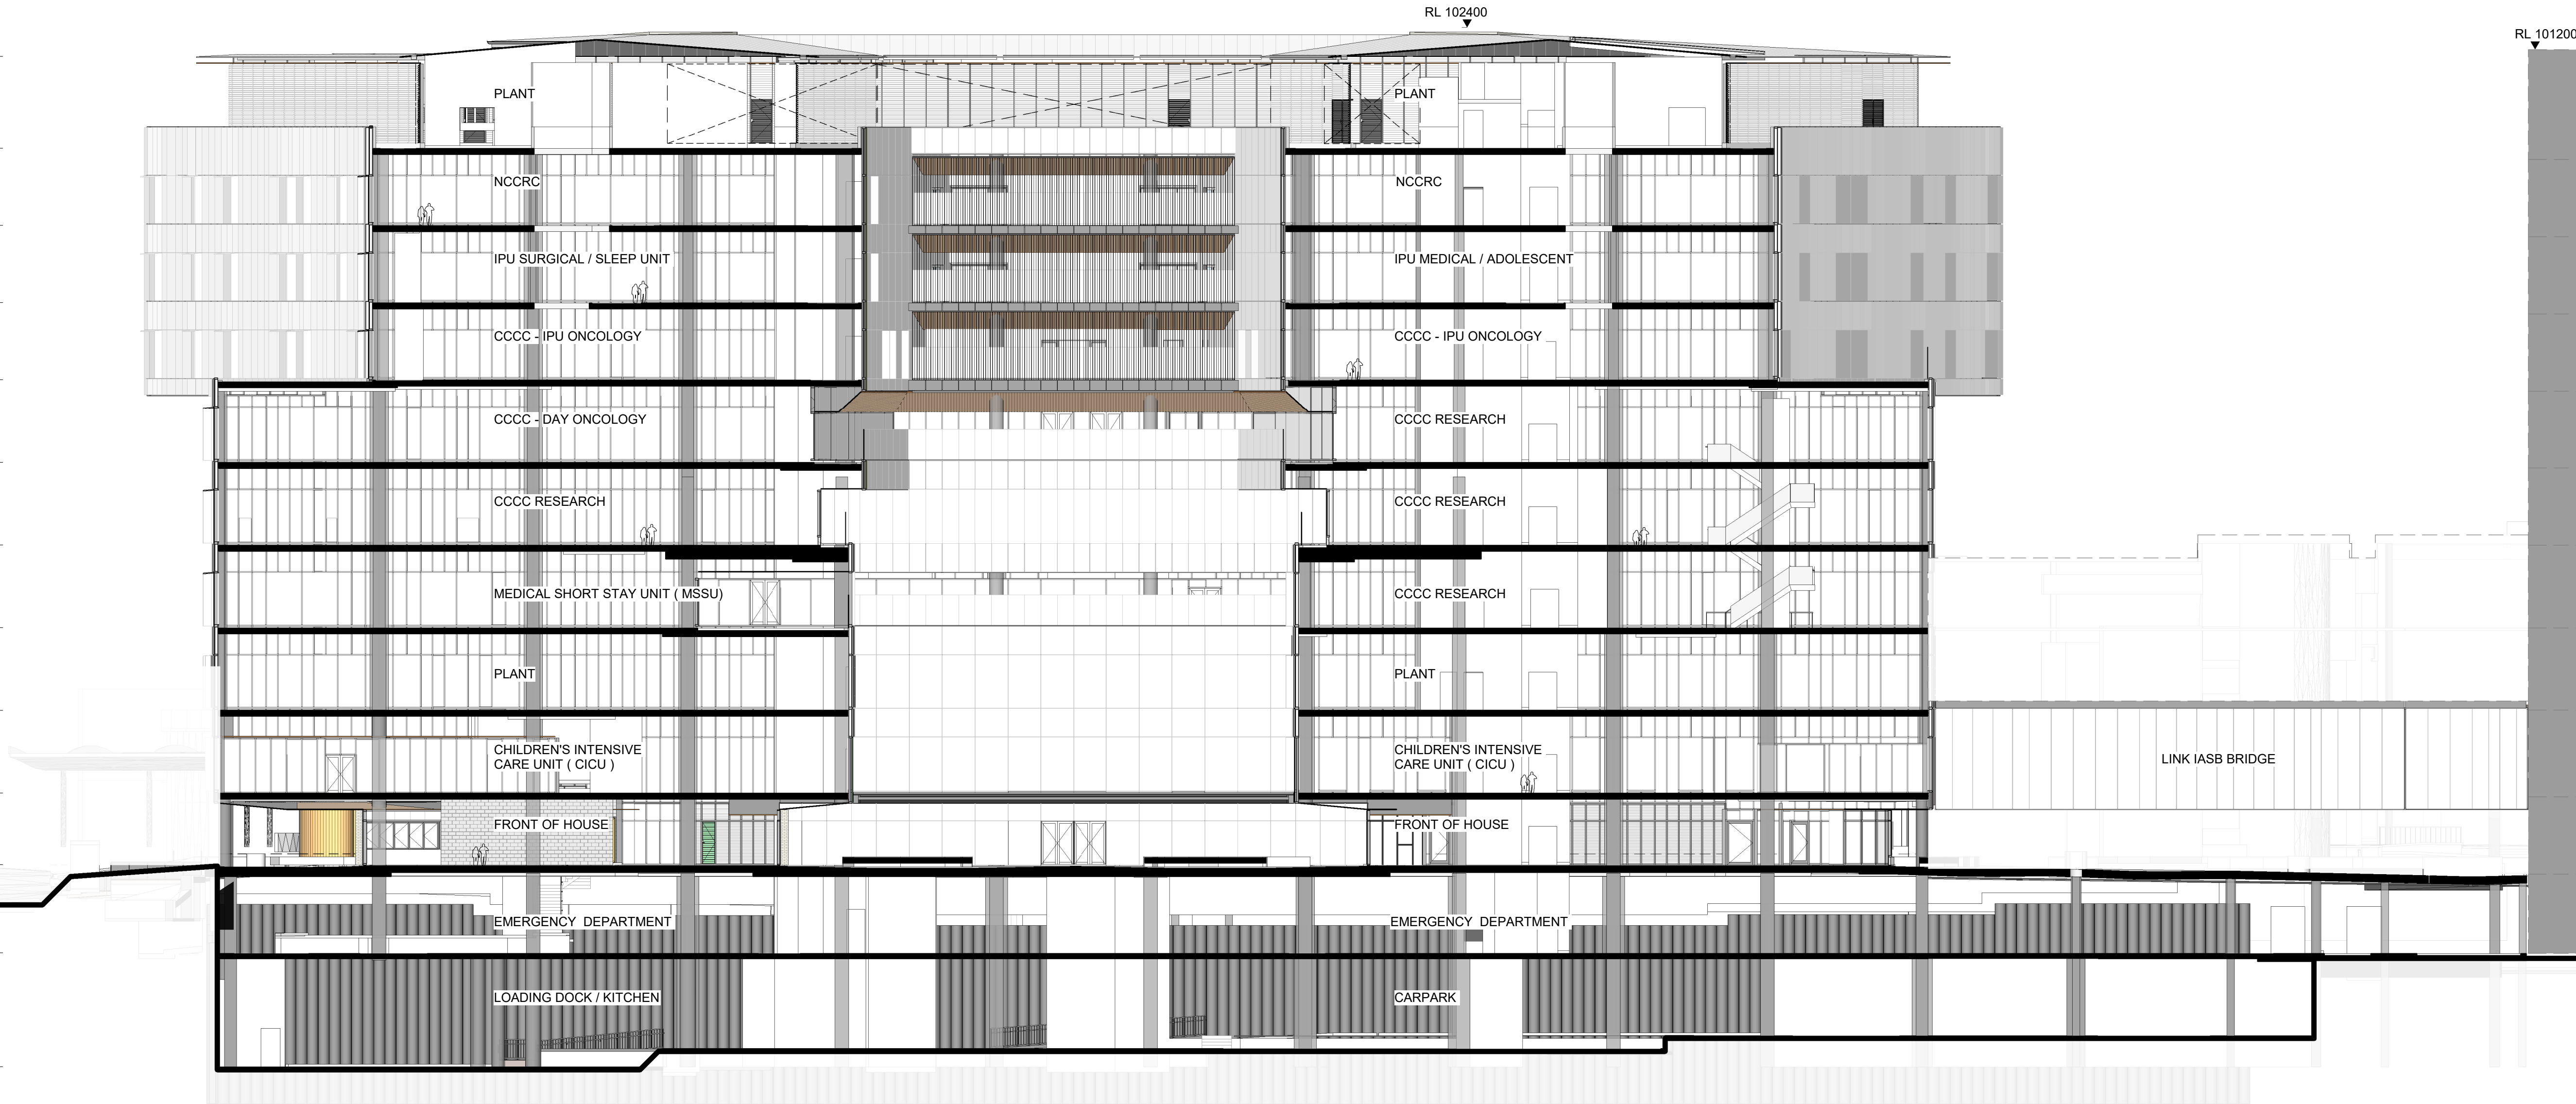 RL 102400
RL 101200
PLANT
PLANT
NCCRC
NCCRC
IPU SURGICAL / SLEEP UNIT
IPU MEDICAL / ADOLESCENT
CCCC - IPU ONCOLOGY
CCCC - IPU ONCOLOGY
CCCC - DAY ONCOLOGY
CCCC RESEARCH
CCCC RESEARCH
CCCC RESEARCH
MEDICAL SHORT STAY UNIT ( MSSU)
CCCC RESEARCH
PLANT
PLANT
CHILDREN'S INTENSIVE
CARE UNIT ( CICU )
CHILDREN'S INTENSIVE
CARE UNIT ( CICU )
LINK IASB BRIDGE
FRONT OF HOUSE
FRONT OF HOUSE
EMERGENCY DEPARTMENT
EMERGENCY DEPARTMENT
LOADING DOCK / KITCHEN
CARPARK